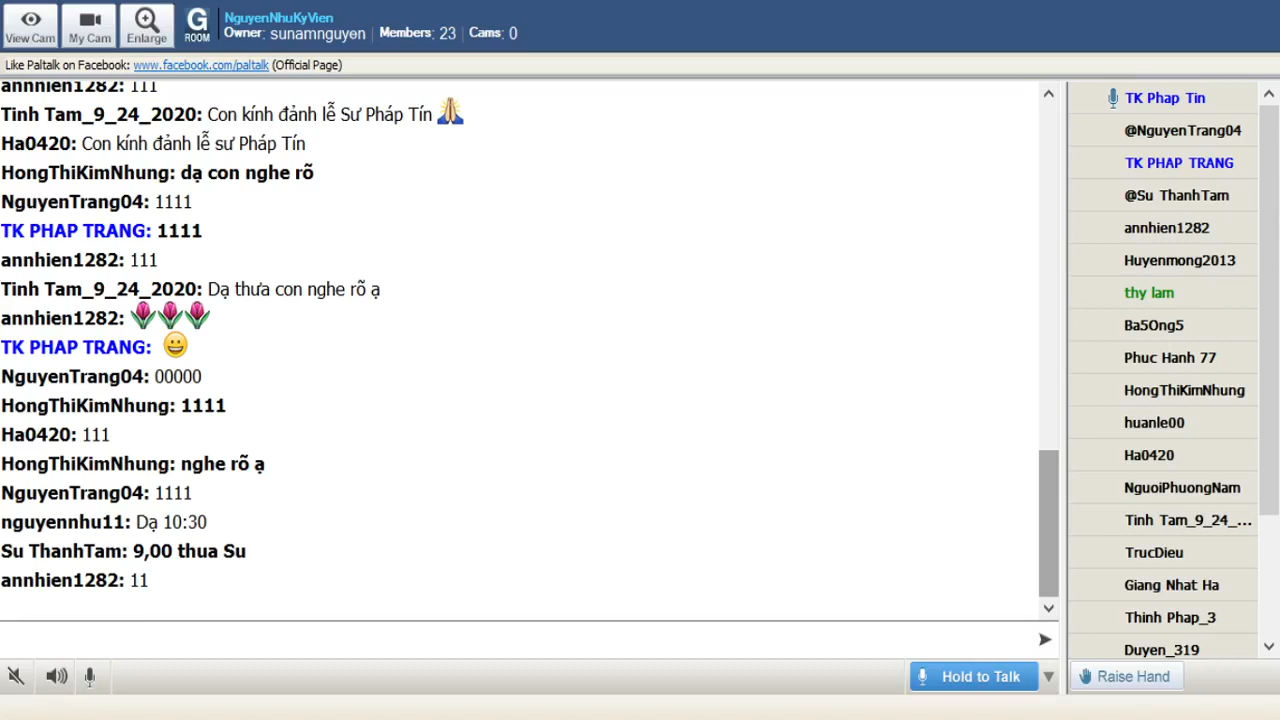 View Cam
My Cam
Enlarge
G
ROOM
NguyenNhuKyVien
Owner: sunamnguyen Members: 23 Cams: 0
Like Paltalk on Facebook: www.facebook.com/paltalk (Official Page)
annhien1282: 111
Tinh Tam_9_24_2020: Con kính đảnh lễ Sư Pháp Tín
Ha0420: Con kính đảnh lễ sư Pháp Tín
HongThiKimNhung: dạ con nghe rõ
NguyenTrang04: 1111
TK PHAP TRANG: 1111
annhien1282: 111
Tinh Tam_9_24_2020: Dạ thưa con nghe rõ ạ
annhien1282:
TK PHAP TRANG:
NguyenTrang04: 00000
HongThiKimNhung: 1111
Ha0420: 111
HongThiKimNhung: nghe rõ ạ
NguyenTrang04: 1111
nguyennhu11: Dạ 10:30
Su ThanhTam: 9,00 thua Su
annhien1282: 11
Hold to Talk
TK Phap Tin
@NguyenTrang04
TK PHAP TRANG
@Su ThanhTam
annhien1282
Huyenmong2013
thy lam
Ba5Ong5
Phuc Hanh 77
HongThiKimNhung
huanle00
Ha0420
NguoiPhuongNam
Tinh Tam_9_24_...
TrucDieu
Giang Nhat Ha
Thinh Phap_3
Duyen_319
Raise Hand